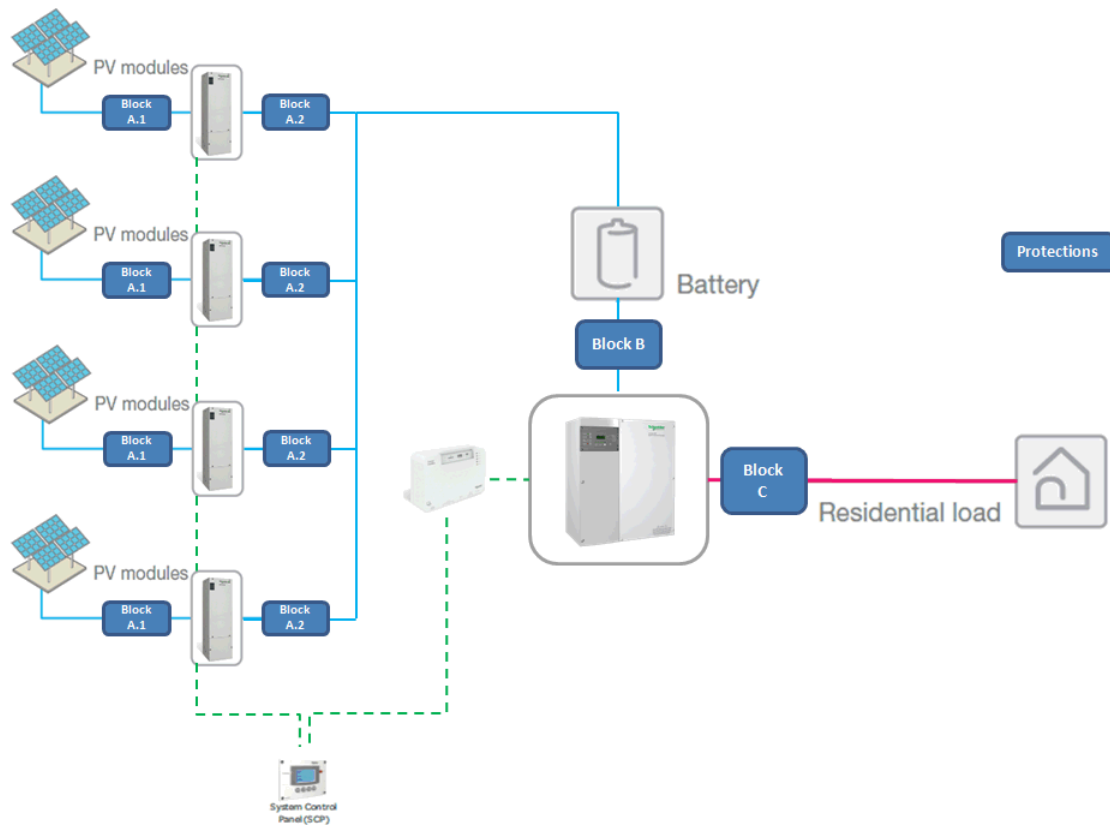 PV modules
Block
A.1
Block
A.2
PV modules
Block
A.1
Block
A.2
Protections
Battery
Block B
PV modules
Block
A.1
Block
A.2
Block
C
Residential load
PV modules
Block
A.1
Block
A.2
System Control
Panel (SCP)